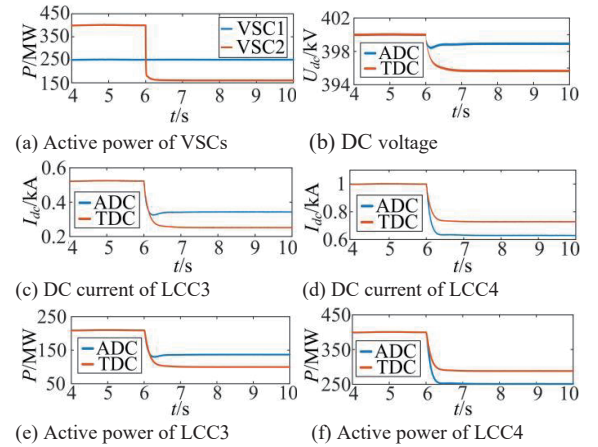 P/MW
450
350
250
150
VSC1
VSC2
4 5 6 7 8 9 10
t/s
(a) Active power of VSCs
U_dc/kV
400
398
394
ADC
TDC
4 5 6 7 8 9 10
t/s
(b) DC voltage
I_dc/kA
0.6
0.4
0.2
ADC
TDC
4 5 6 7 8 9 10
t/s
(c) DC current of LCC3
I_dc/kA
1
0.8
0.6
ADC
TDC
4 5 6 7 8 9 10
t/s
(d) DC current of LCC4
P/MW
250
150
50
ADC
TDC
4 5 6 7 8 9 10
t/s
(e) Active power of LCC3
P/MW
450
350
250
ADC
TDC
4 5 6 7 8 9 10
t/s
(f) Active power of LCC4